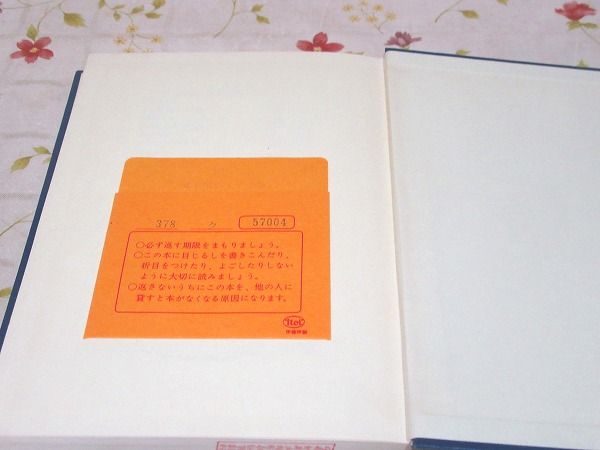 378 ク 57004
○必ず返す期限をまもりましょう。
○この本に目じるしを書きこんだり、
折目をつけたり、よごしたりしない
ように大切に読みましょう。
○返さないうちにこの本を、他の人に
貸すと本がなくなる原因になります。
Itoki